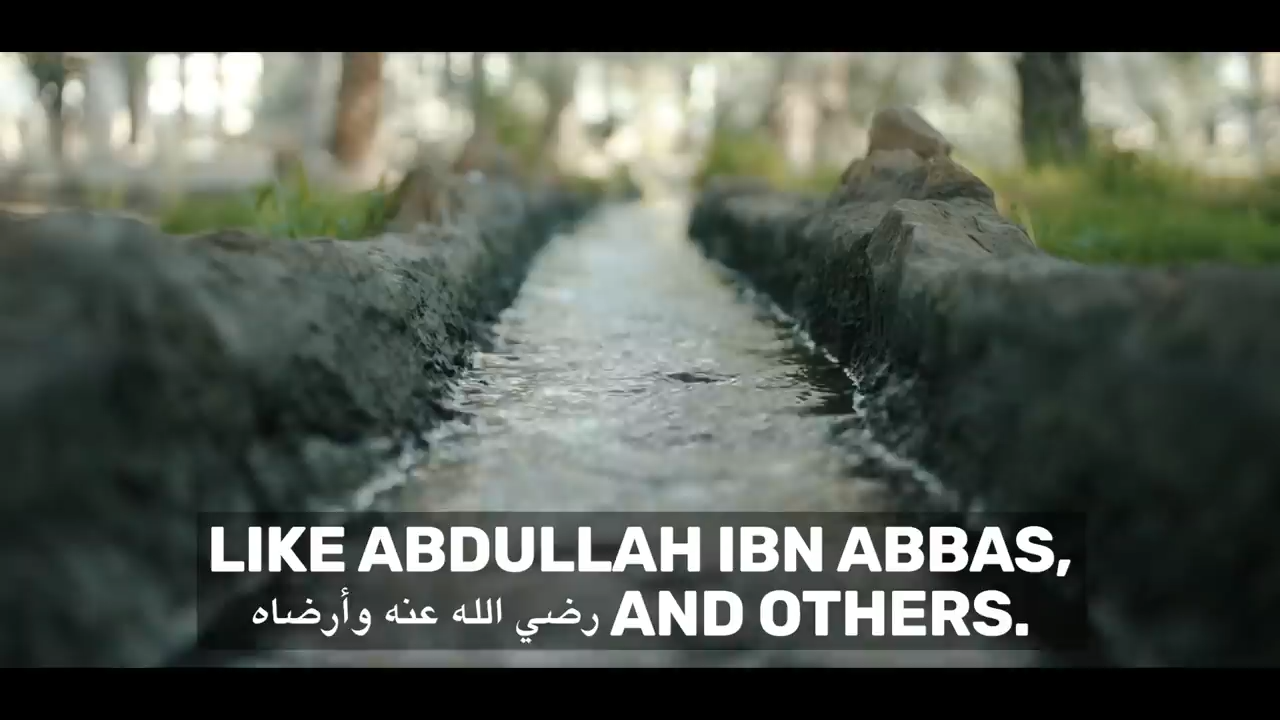 LIKE ABDULLAH IBN ABBAS,
رضي الله عنه وأرضاه AND OTHERS.